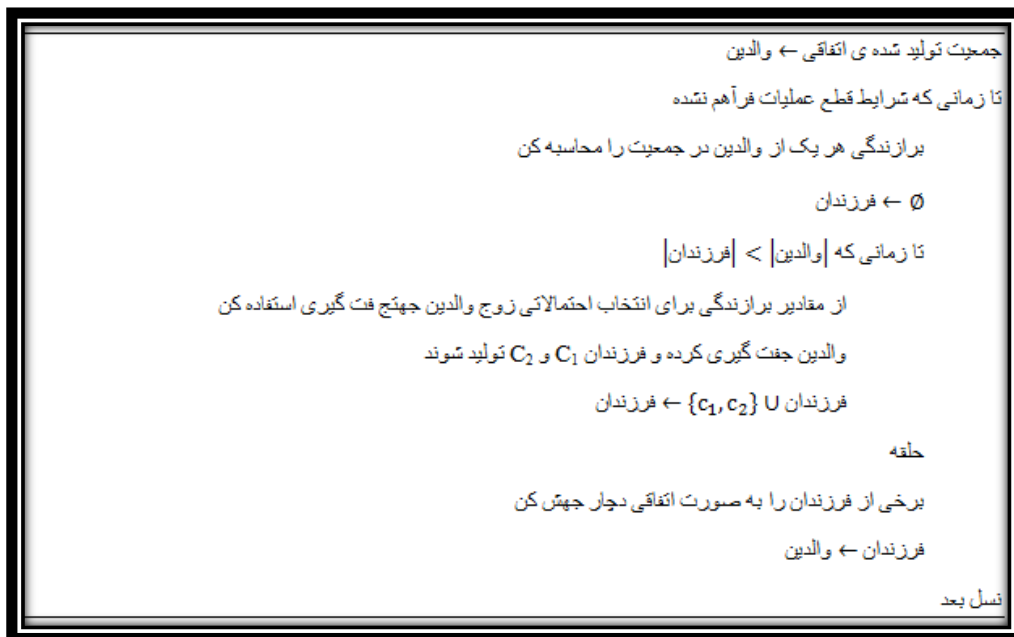 جمعیت تولید شده ی اتفاقی ← والدین
تا زمانی که شرایط قطع عملیات فرآهم نشده
برازندگی هر یک از والدین در جمعیت را محاسبه کن
∅ ← فرزندان
تا زمانی که |والدین| > |فرزندان|
از مقادیر برازندگی برای انتخاب احتمالاتی زوج والدین جهتج فت گیری استفاده کن
والدین جفت گیری کرده و فرزندان C₁ و C₂ تولید شوند
فرزندان ∪ {c₁, c₂} ← فرزندان
حلقه
برخی از فرزندان را به صورت اتفاقی دچار جهش کن
فرزندان ← والدین
نسل بعد